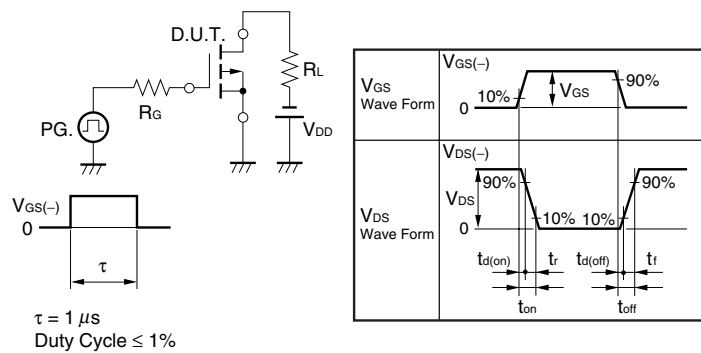 D.U.T.
RL
RG
PG.
VDD
VGS(−)
0
τ
τ = 1 μs
Duty Cycle ≤ 1%
VGS
Wave Form
VGS(−)
10%
VGS
90%
0
VDS
Wave Form
VDS(−)
90%
VDS
10%
10%
90%
0
td(on)
tr
td(off)
tf
ton
toff